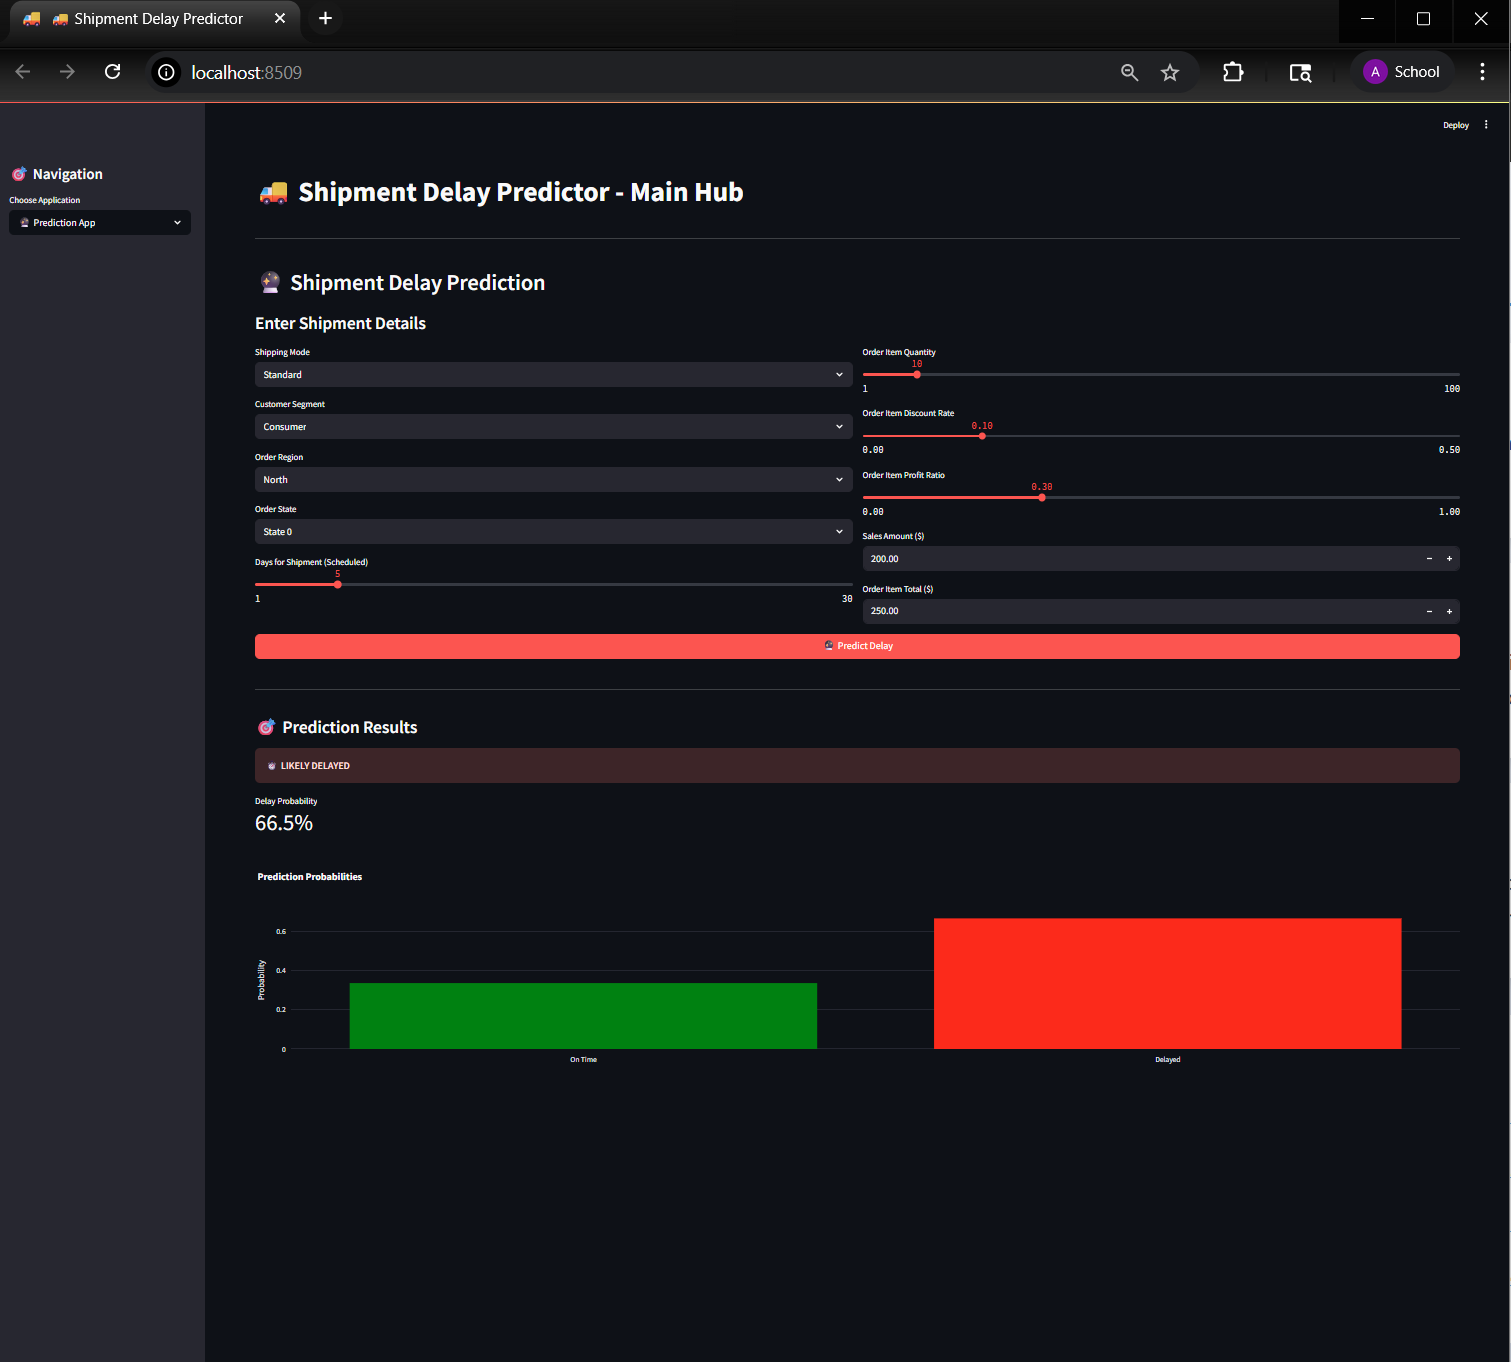 🚚 Shipment Delay Predictor
localhost:8509
A School
Deploy
🎯 Navigation
Choose Application
🔮 Prediction App
🚚 Shipment Delay Predictor - Main Hub
🔮 Shipment Delay Prediction
Enter Shipment Details
Shipping Mode
Standard
Customer Segment
Consumer
Order Region
North
Order State
State 0
Days for Shipment (Scheduled)
5
1 30
Order Item Quantity
10
1 100
Order Item Discount Rate
0.10
0.00 0.50
Order Item Profit Ratio
0.30
0.00 1.00
Sales Amount ($)
200.00
Order Item Total ($)
250.00
🔮 Predict Delay
🎯 Prediction Results
LIKELY DELAYED
Delay Probability
66.5%
Prediction Probabilities
Probability
0.6
0.4
0.2
0
On Time
Delayed